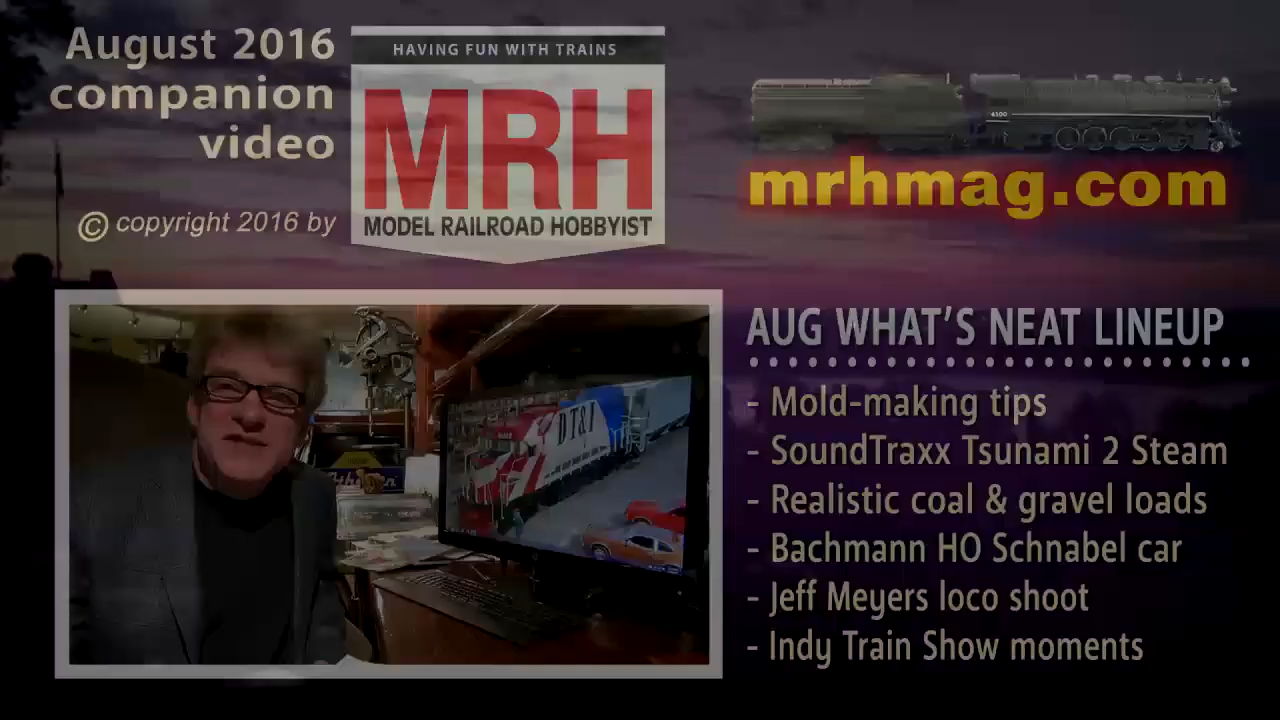 August 2016
companion
video
© copyright 2016 by
HAVING FUN WITH TRAINS
MRH
MODEL RAILROAD HOBBYIST
4100
mrhmag.com
DT&I
AUG WHAT'S NEAT LINEUP
- Mold-making tips
- SoundTraxx Tsunami 2 Steam
- Realistic coal & gravel loads
- Bachmann HO Schnabel car
- Jeff Meyers loco shoot
- Indy Train Show moments